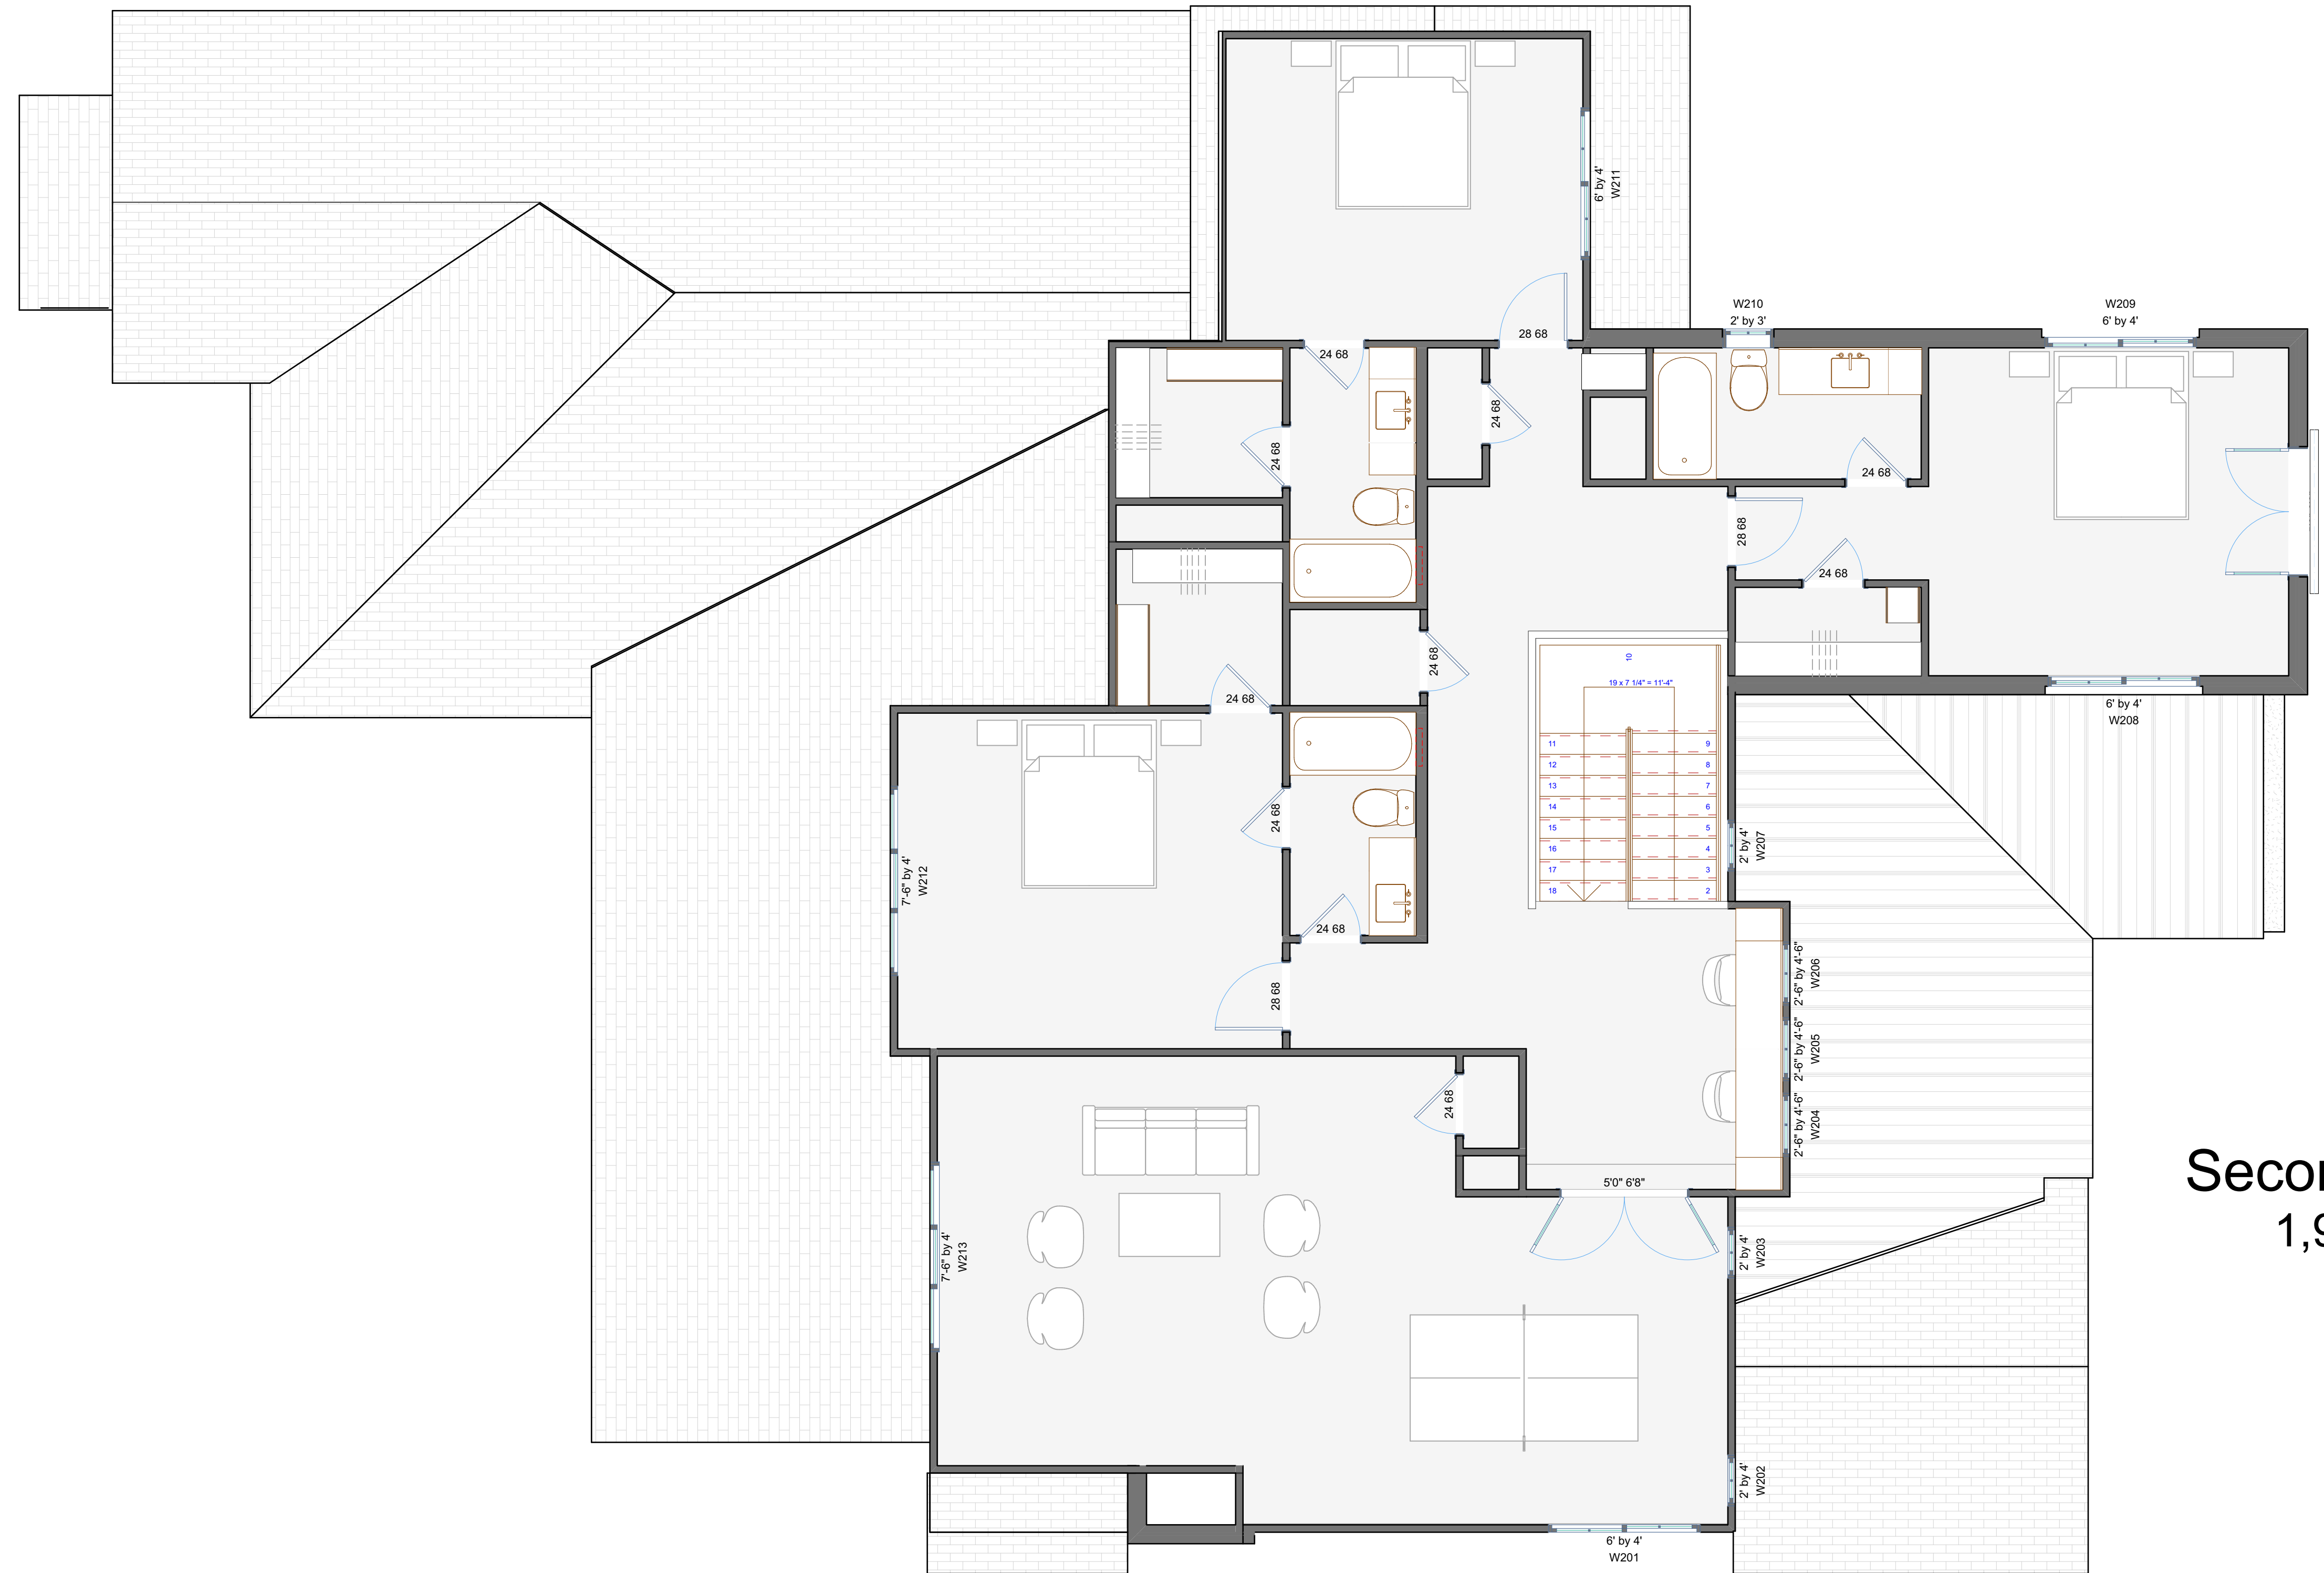 6' by 4'
W211
W210
2' by 3'
W209
6' by 4'
28 68
24 68
24 68
24 68
24 68
28 68
24 68
24 68
10
19 x 7 1/4" = 11'-4"
24 68
6' by 4'
W208
11
12
13
14
15
16
17
18
9
8
7
6
5
4
3
2
24 68
2' by 4'
W207
7'-6" by 4'
W212
24 68
28 68
2'-6" by 4'-6"
W206
2'-6" by 4'-6"
W205
2'-6" by 4'-6"
W204
24 68
5'0" 6'8"
7'-6" by 4'
W213
2' by 4'
W203
2' by 4'
W202
6' by 4'
W201
1,9